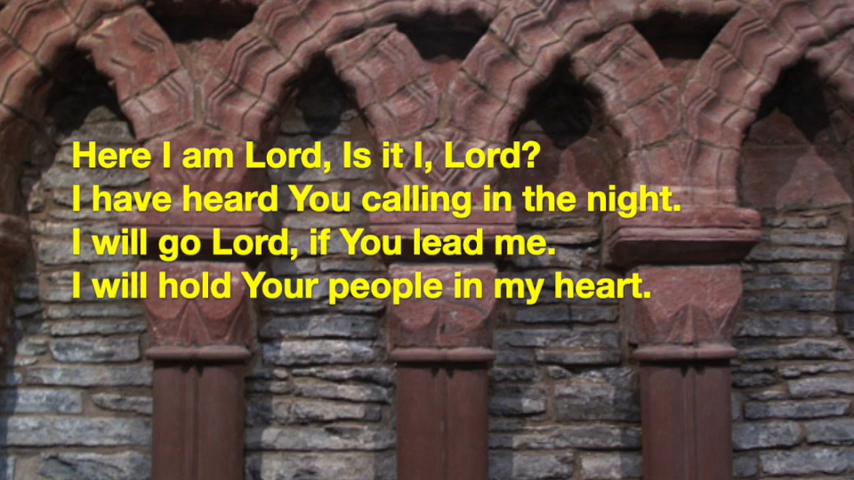 Here I am Lord, Is it I, Lord?
I have heard You calling in the night.
I will go Lord, if You lead me.
I will hold Your people in my heart.